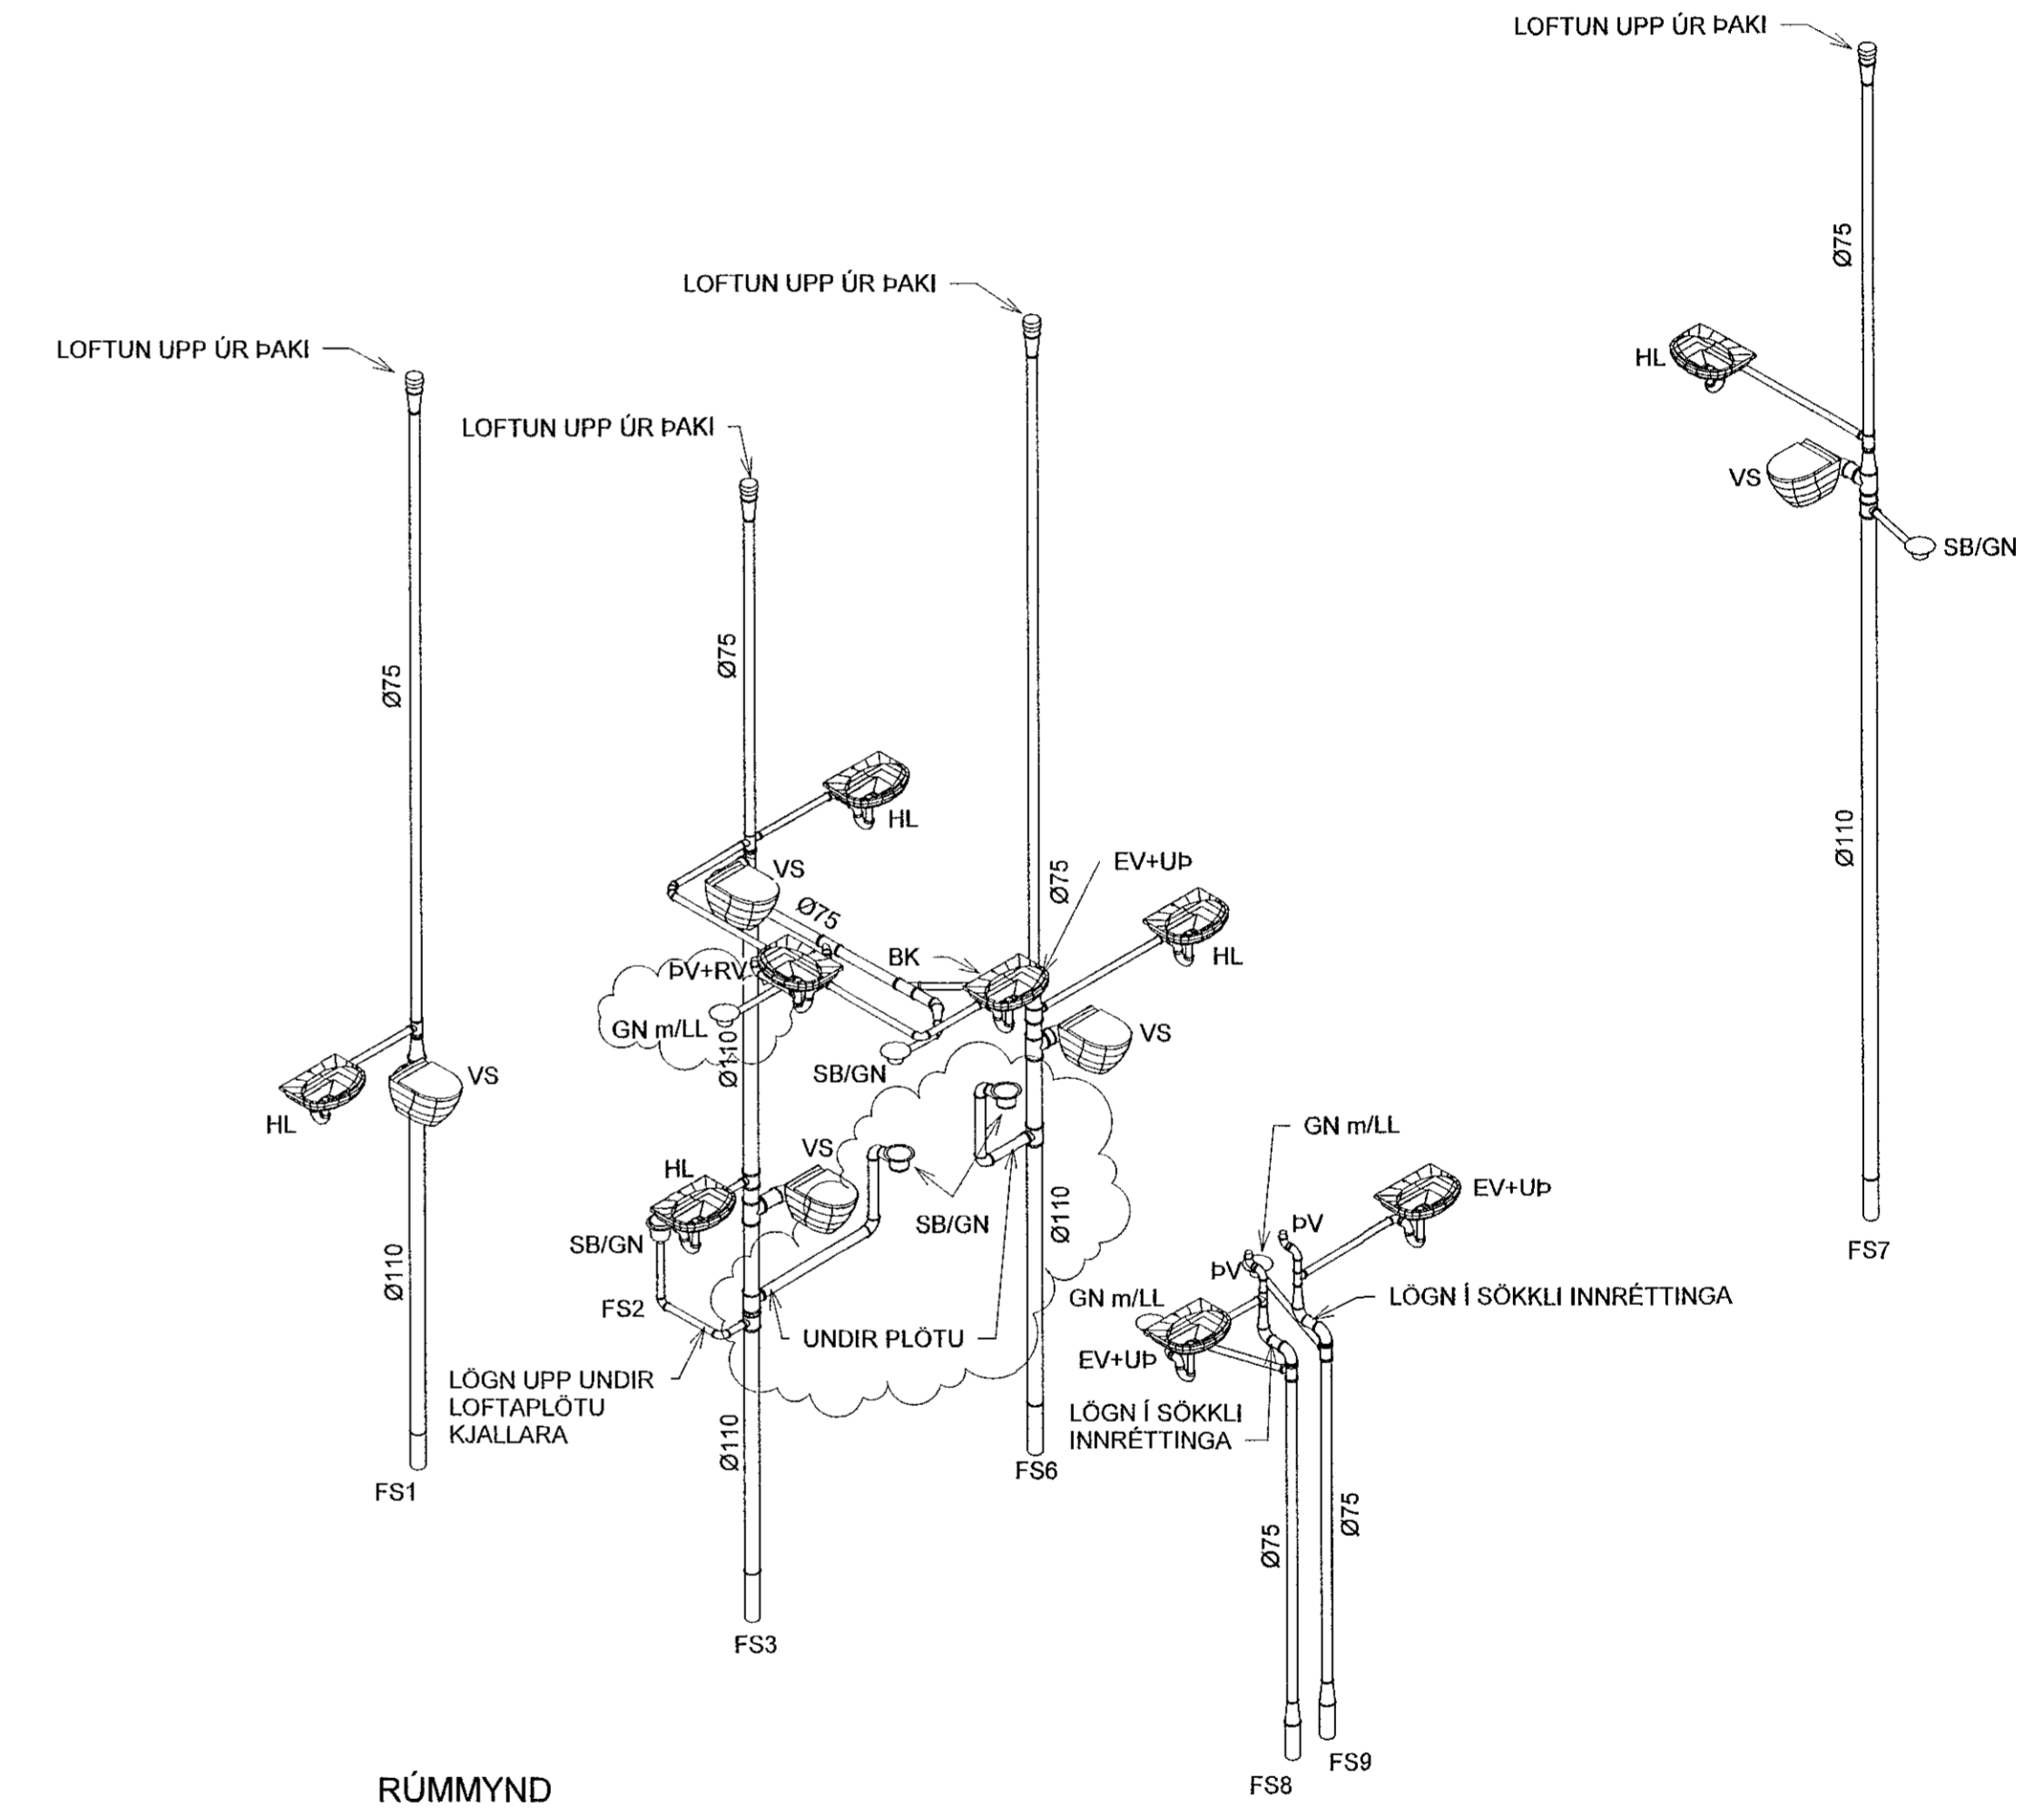 LOFTUN UPP ÚR ÞAKI
LOFTUN UPP ÚR ÞAKI
LOFTUN UPP ÚR ÞAKI
LOFTUN UPP ÚR ÞAKI
Ø75
HL
VS
SB/GN
Ø110
FS7
Ø75
HL
VS
Ø110
FS1
Ø75
HL
VS
Ø75
ÞV+RV
GN m/LL
Ø110
SB/GN
BK
EV+UÞ
Ø75
HL
VS
HL
VS
SB/GN
FS2
SB/GN
Ø110
UNDIR PLÖTU
LÖGN UPP UNDIR
LOFTAPLÖTU
KJALLARA
Ø110
FS3
FS6
GN m/LL
EV+UÞ
ÞV
ÞV
GN m/LL
LÖGN Í SÖKKLI INNRÉTTINGA
EV+UÞ
LÖGN Í SÖKKLI
INNRÉTTINGA
Ø75
Ø75
FS9
FS8
RÚMMYND